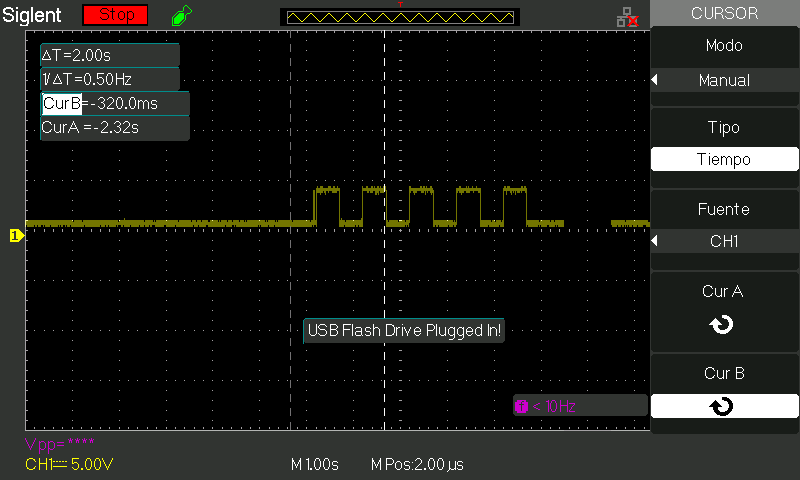 Siglent Stop
CURSOR
ΔT=2.00s
1/ΔT=0.50Hz
CurB=-320.0ms
CurA =-2.32s
Modo
Manual
Tipo
Tiempo
Fuente
CH1
Cur A
Cur B
1
USB Flash Drive Plugged In!
T < 10Hz
Vpp=****
CH1 5.00V M 1.00s M Pos:2.00 μs